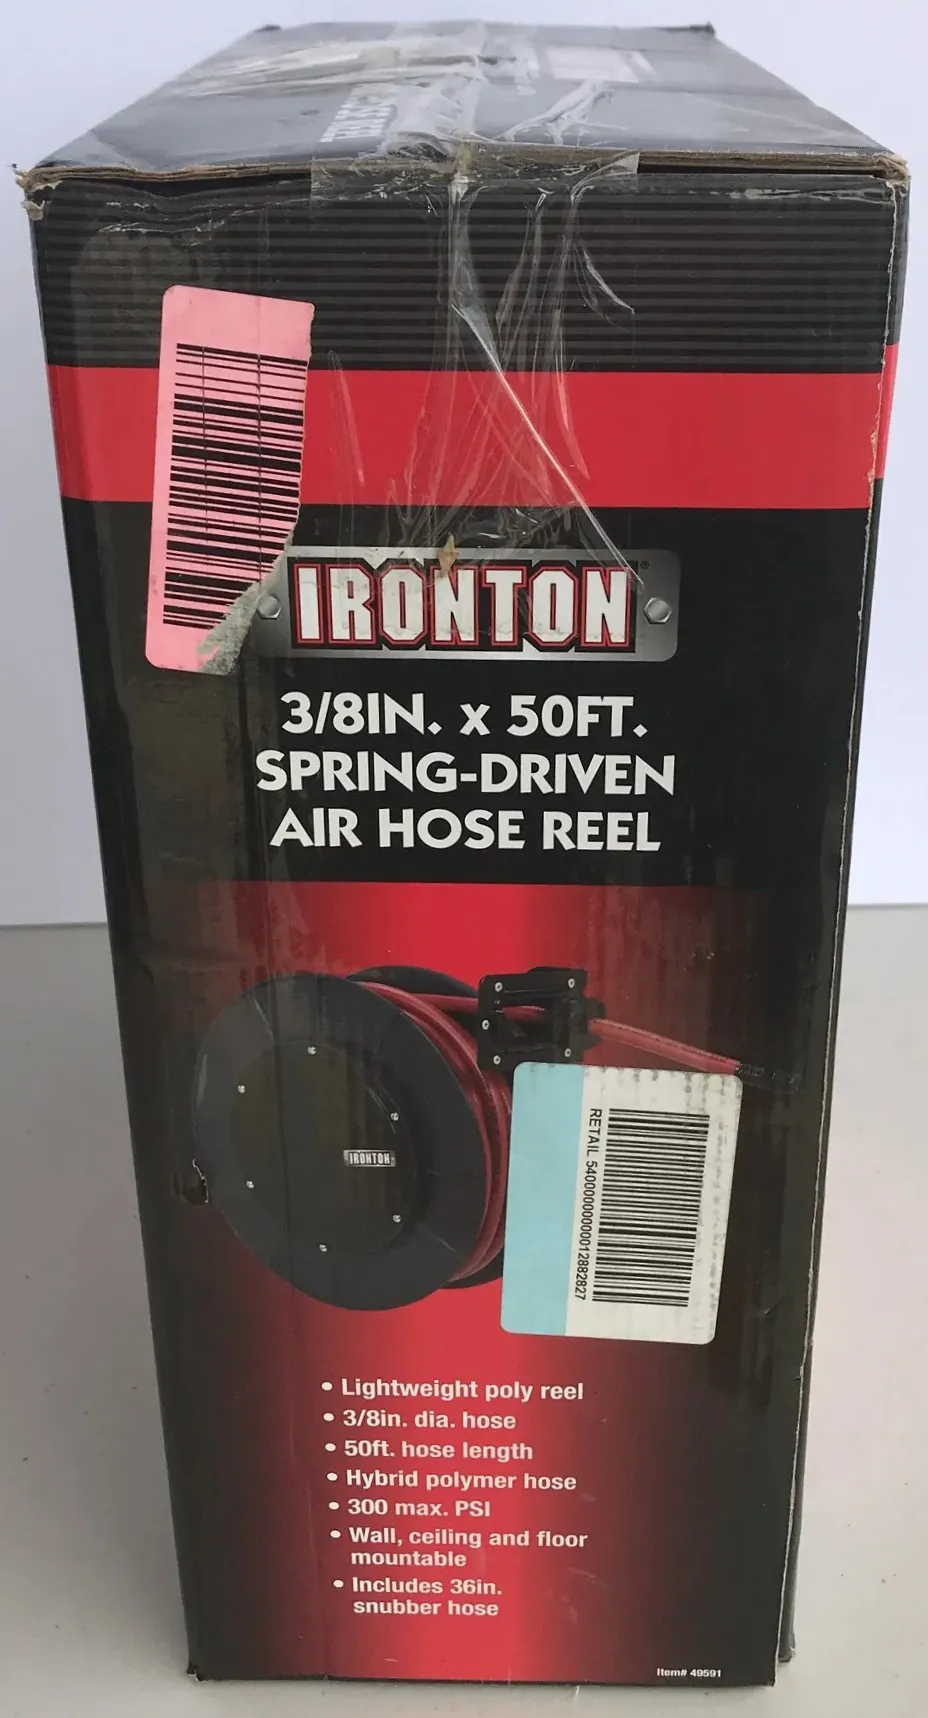 IRONTON®
3/8IN. x 50FT.
SPRING-DRIVEN
AIR HOSE REEL
IRONTON
RETAIL 5400000000012882827
• Lightweight poly reel
• 3/8in. dia. hose
• 50ft. hose length
• Hybrid polymer hose
• 300 max. PSI
• Wall, ceiling and floor
mountable
• Includes 36in.
snubber hose
Item# 49591